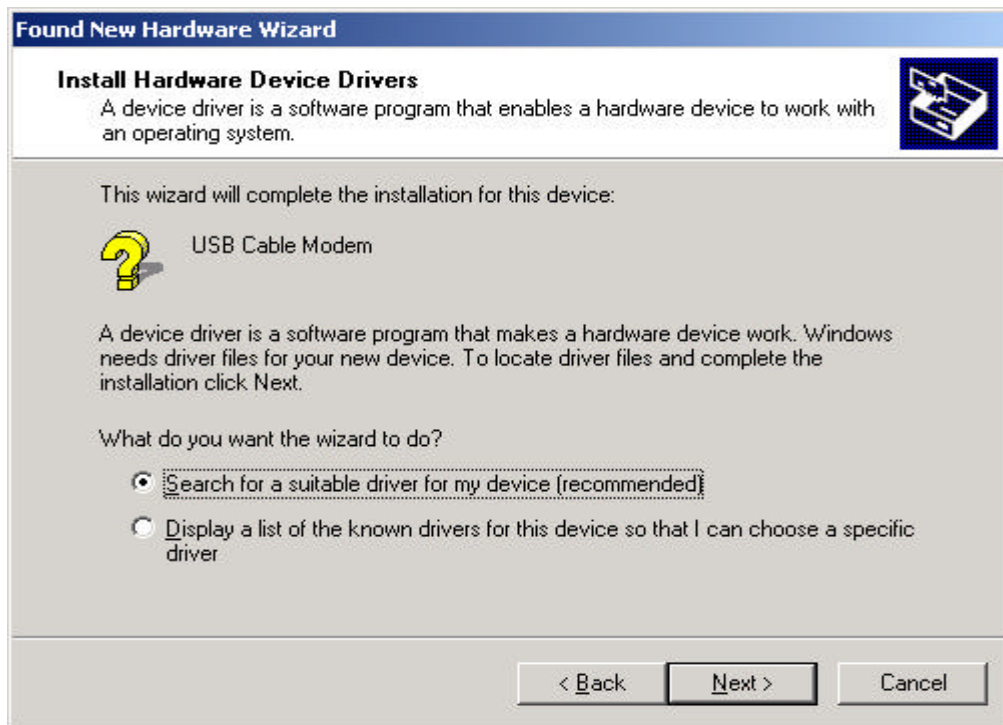 Found New Hardware Wizard
Install Hardware Device Drivers
A device driver is a software program that enables a hardware device to work with
an operating system.
This wizard will complete the installation for this device:
USB Cable Modem
A device driver is a software program that makes a hardware device work. Windows
needs driver files for your new device. To locate driver files and complete the
installation click Next.
What do you want the wizard to do?
Search for a suitable driver for my device (recommended)
Display a list of the known drivers for this device so that I can choose a specific
driver
< Back
Next >
Cancel